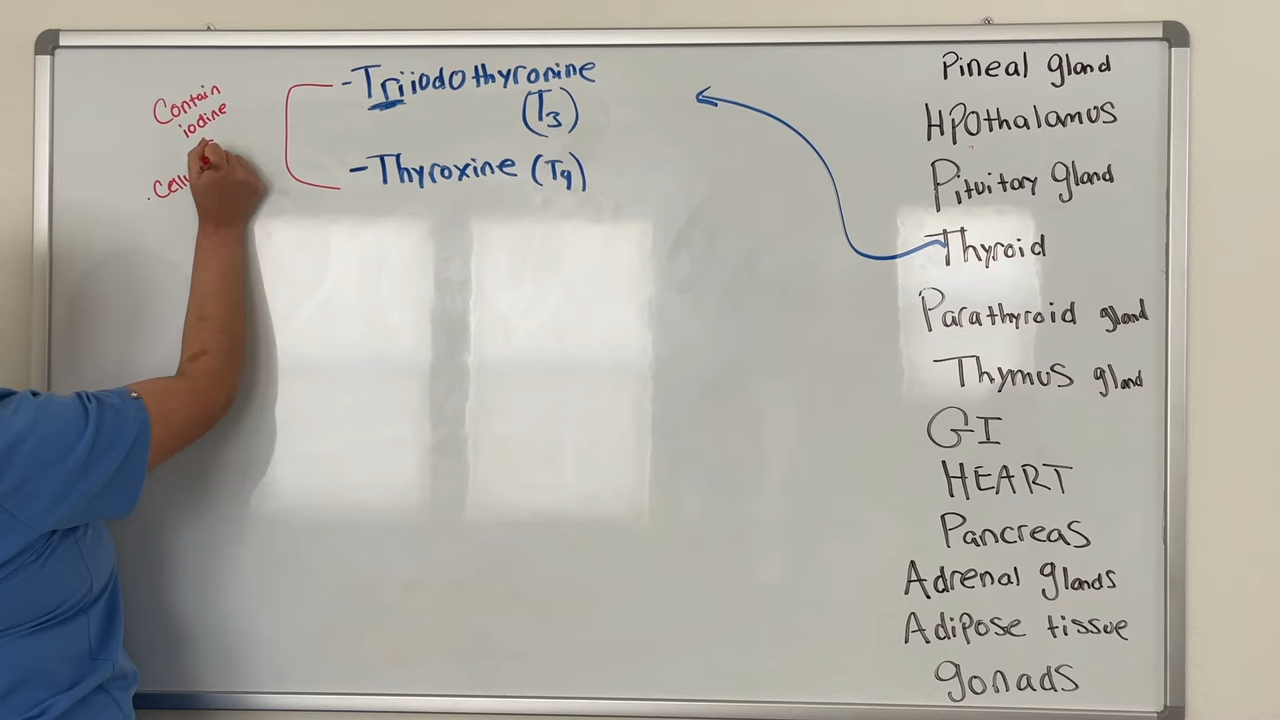 Contain
iodine
-Triiodothyronine
(T3)
-Thyroxine (T4)
Pineal gland
HPOthalamus
Pituitary gland
Thyroid
Parathyroid gland
Thymus gland
GI
HEART
Pancreas
Adrenal glands
Adipose tissue
gonads